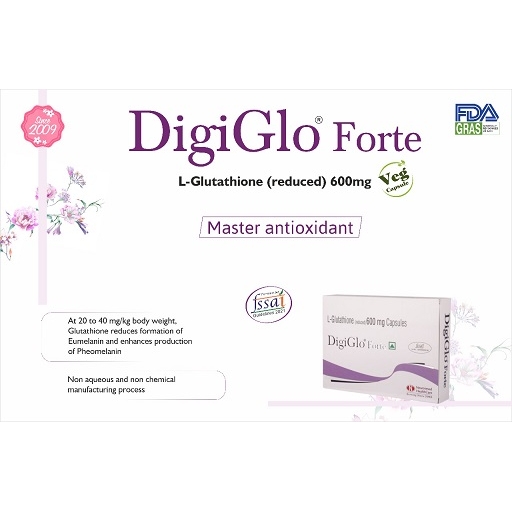 Since
2009
DigiGlo® Forte
FDA
GRAS
L-Glutathione (reduced) 600mg
Veg
Capsule
Master antioxidant
fssai
At 20 to 40 mg/kg body weight,
Glutathione reduces formation of
Eumelanin and enhances production
of Pheomelanin
Non aqueous and non chemical
manufacturing process
L-Glutathione (reduced) 600 mg Capsules
DigiGlo® Forte